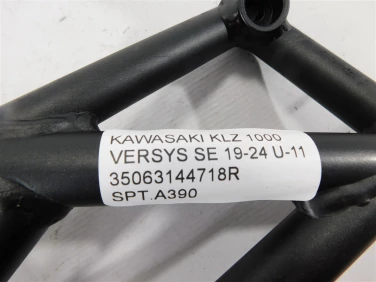 KAWASAKI KLZ 1000
VERSYS SE 19-24 U-11
35063144718R
SPT.A390